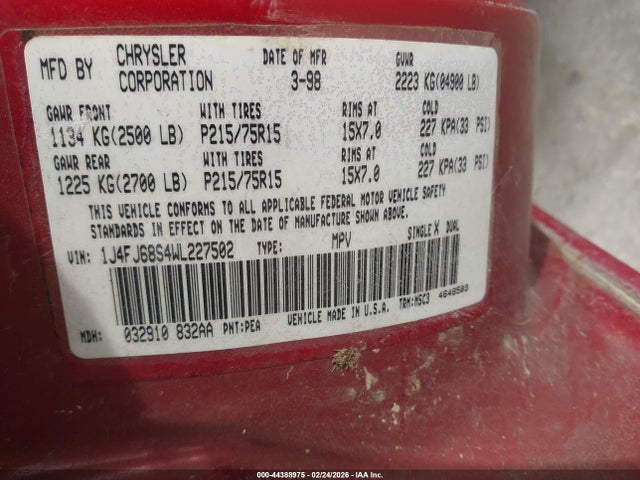 MFD BY CHRYSLER CORPORATION DATE OF MFR 3-98 GVWR 2223 KG(04900 LB)
GAWR FRONT WITH TIRES RIMS AT COLD
1134 KG(2500 LB) P215/75R15 15X7.0 227 KPA(33 PSI)
GAWR REAR WITH TIRES RIMS AT COLD
1225 KG(2700 LB) P215/75R15 15X7.0 227 KPA(33 PSI)
THIS VEHICLE CONFORMS TO ALL APPLICABLE FEDERAL MOTOR VEHICLE SAFETY
STANDARDS IN EFFECT ON THE DATE OF MANUFACTURE SHOWN ABOVE.
VIN: 1J4FJ68S4WL227502 TYPE: MPV SINGLE X DUAL
MDH: 032910 832AA PNT:PEA VEHICLE MADE IN U.S.A. TRM:M5C3 4648503
000-44388975 - 02/24/2026 - IAA Inc.